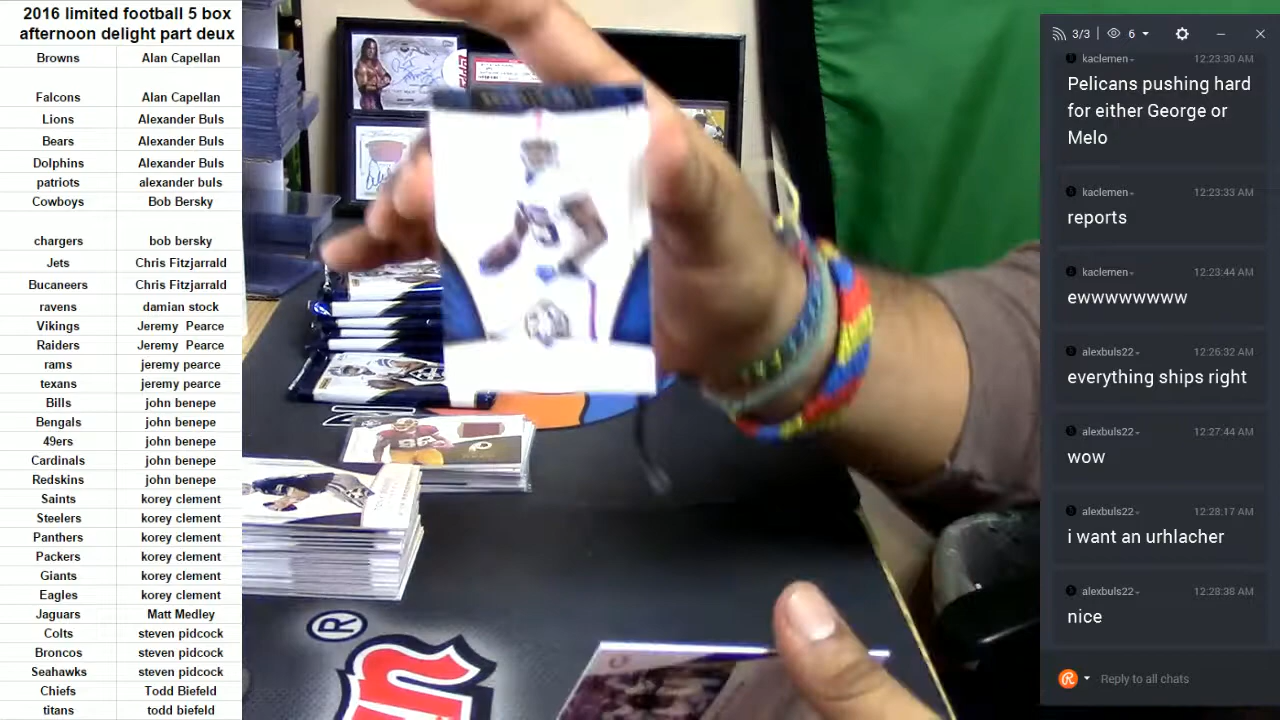 2016 limited football 5 box
afternoon delight part deux
Browns Alan Capellan
Falcons Alan Capellan
Lions Alexander Buls
Bears Alexander Buls
Dolphins Alexander Buls
patriots alexander buls
Cowboys Bob Bersky
chargers bob bersky
Jets Chris Fitzjarrald
Bucaneers Chris Fitzjarrald
ravens damian stock
Vikings Jeremy Pearce
Raiders Jeremy Pearce
rams jeremy pearce
texans jeremy pearce
Bills john benepe
Bengals john benepe
49ers john benepe
Cardinals john benepe
Redskins john benepe
Saints korey clement
Steelers korey clement
Panthers korey clement
Packers korey clement
Giants korey clement
Eagles korey clement
Jaguars Matt Medley
Colts steven pidcock
Broncos steven pidcock
Seahawks steven pidcock
Chiefs Todd Biefeld
titans todd biefeld
®
3/3 6
kaclemen 12:23:30 AM
Pelicans pushing hard
for either George or
Melo
kaclemen 12:23:33 AM
reports
kaclemen 12:23:44 AM
ewwwwwwww
alexbuls22 12:26:32 AM
everything ships right
alexbuls22 12:27:44 AM
wow
alexbuls22 12:28:17 AM
i want an urhlacher
alexbuls22 12:28:38 AM
nice
Reply to all chats